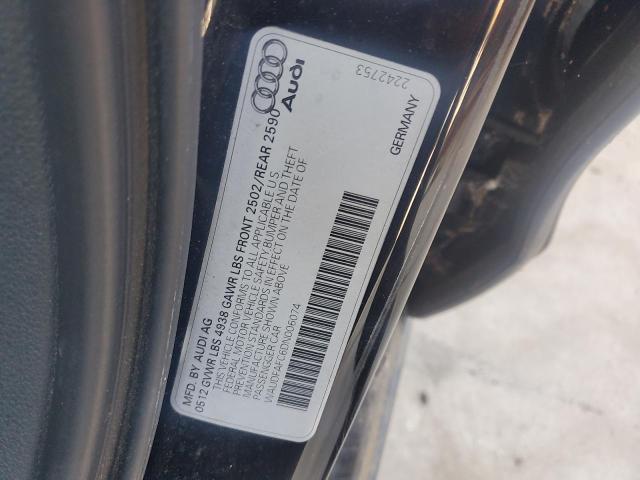 MFD. BY AUDI AG
0512 GVWR LBS 4938 GAWR LBS FRONT 2502/REAR 2590
THIS VEHICLE CONFORMS TO ALL APPLICABLE U S
FEDERAL MOTOR VEHICLE SAFETY BUMPER AND THEFT
PREVENTION STANDARDS IN EFFECT ON THE DATE OF
MANUFACTURE SHOWN ABOVE
PASSENGER CAR
WAUDFAFC6DN006074
Audi
GERMANY
2242753